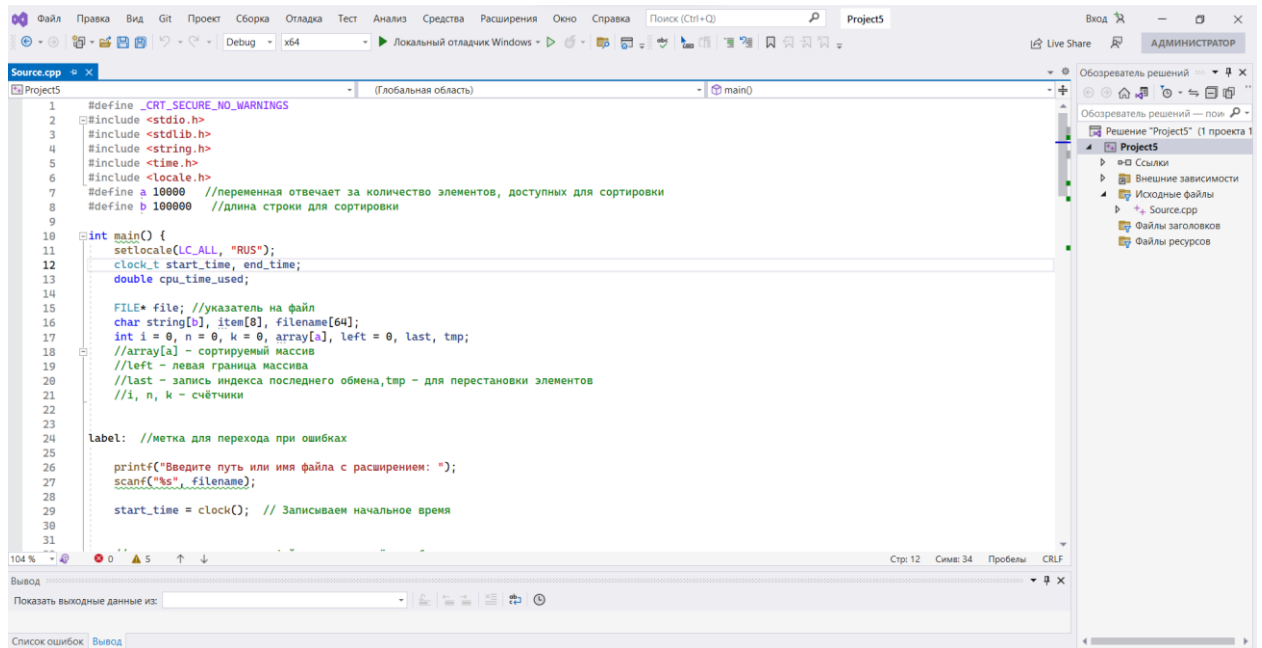 Файл Правка Вид Git Проект Сборка Отладка Тест Анализ Средства Расширения Окно Справка Поиск (Ctrl+Q) Project5 Вход
Debug x64 Локальный отладчик Windows Live Share АДМИНИСТРАТОР
Source.cpp
Project5 (Глобальная область) main()
1 #define _CRT_SECURE_NO_WARNINGS
2 #include <stdio.h>
3 #include <stdlib.h>
4 #include <string.h>
5 #include <time.h>
6 #include <locale.h>
7 #define a 10000 //переменная отвечает за количество элементов, доступных для сортировки
8 #define b 100000 //длина строки для сортировки
9
10 int main() {
11 setlocale(LC_ALL, "RUS");
12 clock_t start_time, end_time;
13 double cpu_time_used;
14
15 FILE* file; //указатель на файл
16 char string[b], item[8], filename[64];
17 int i = 0, n = 0, k = 0, array[a], left = 0, last, tmp;
18 //array[a] - сортируемый массив
19 //left - левая граница массива
20 //last - запись индекса последнего обмена,tmp - для перестановки элементов
21 //i, n, k - счётчики
22
23
24 label: //метка для перехода при ошибках
25
26 printf("Введите путь или имя файла с расширением: ");
27 scanf("%s", filename);
28
29 start_time = clock(); // Записываем начальное время
30
31
104 % 0 5 Стр: 12 Симв: 34 Пробелы CRLF
Вывод
Показать выходные данные из:
Список ошибок Вывод
Обозреватель решений
Обозреватель решений — пои
Решение "Project5" (1 проекта 1
Project5
Ссылки
Внешние зависимости
Исходные файлы
Source.cpp
Файлы заголовков
Файлы ресурсов